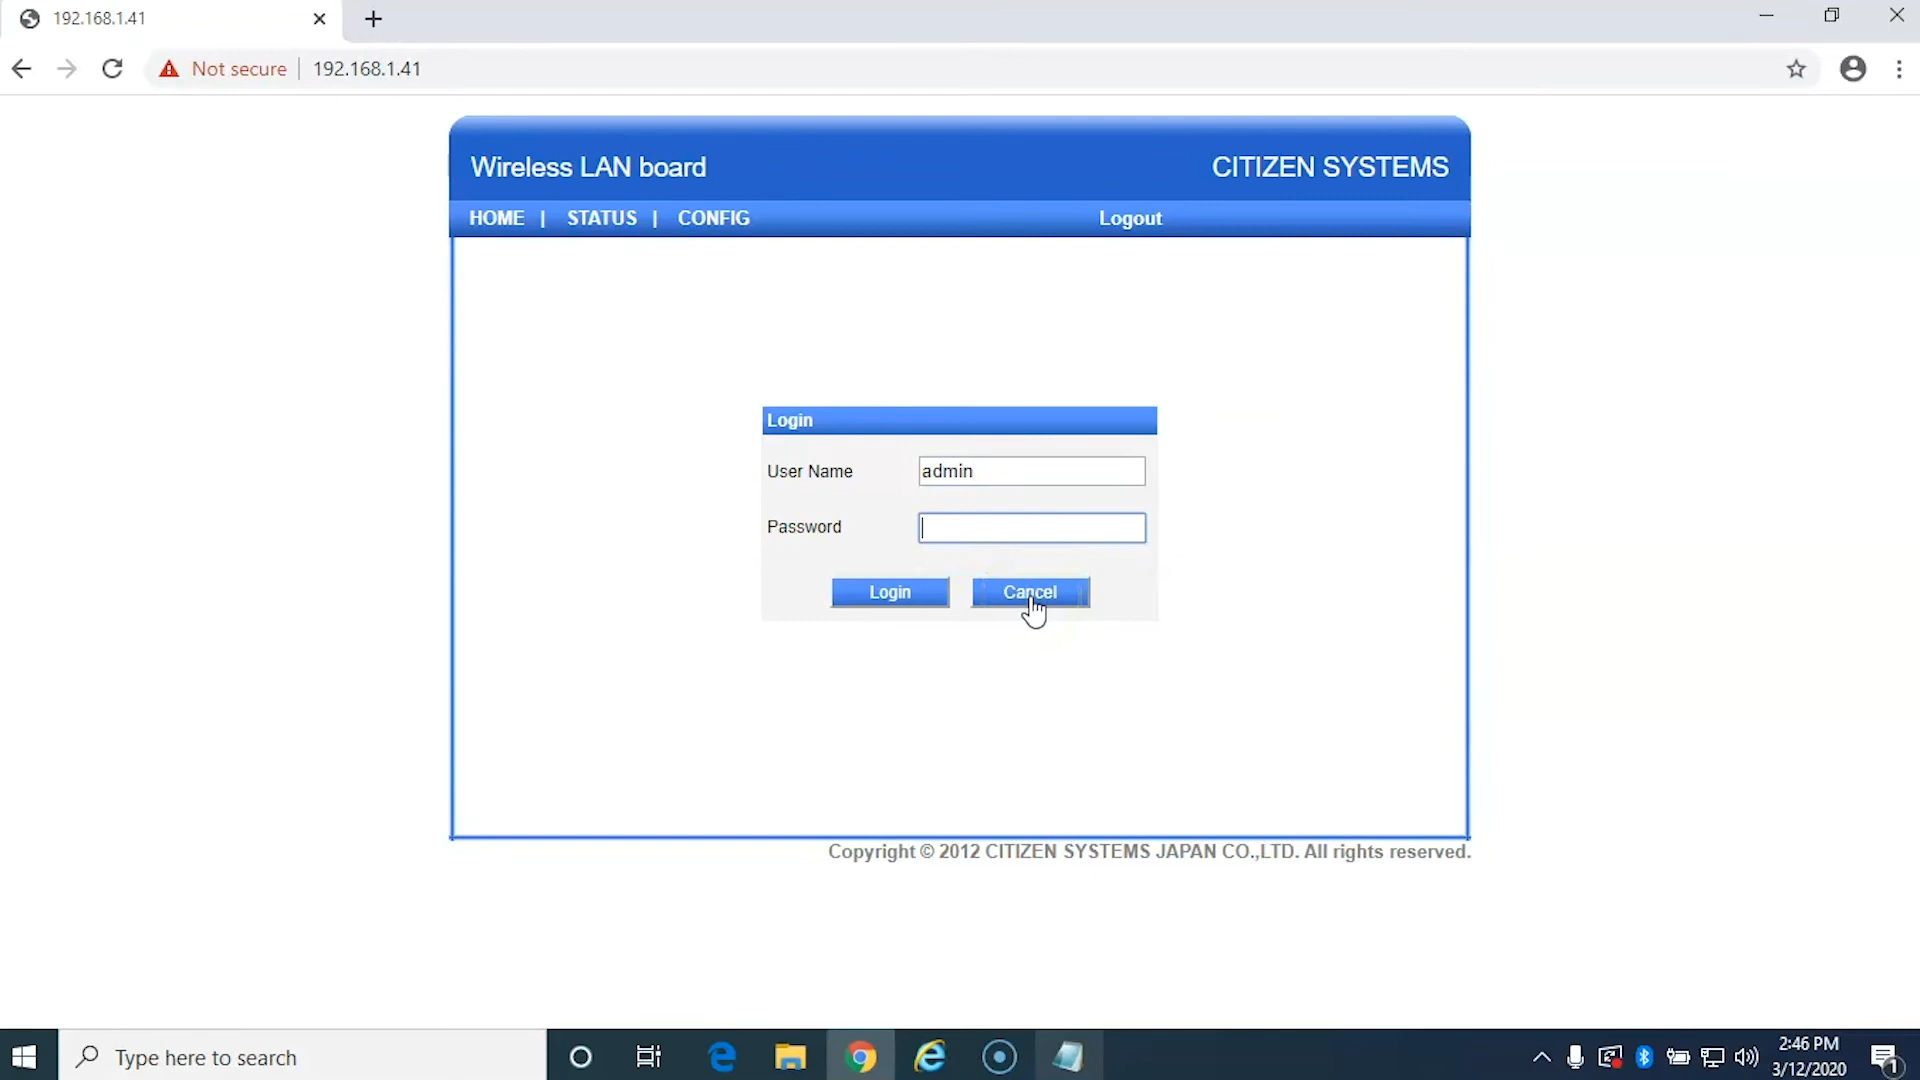 192.168.1.41
Not secure 192.168.1.41
Wireless LAN board CITIZEN SYSTEMS
HOME | STATUS | CONFIG Logout
Login
User Name admin
Password
Login Cancel
Copyright © 2012 CITIZEN SYSTEMS JAPAN CO.,LTD. All rights reserved.
Type here to search
2:46 PM
3/12/2020
1